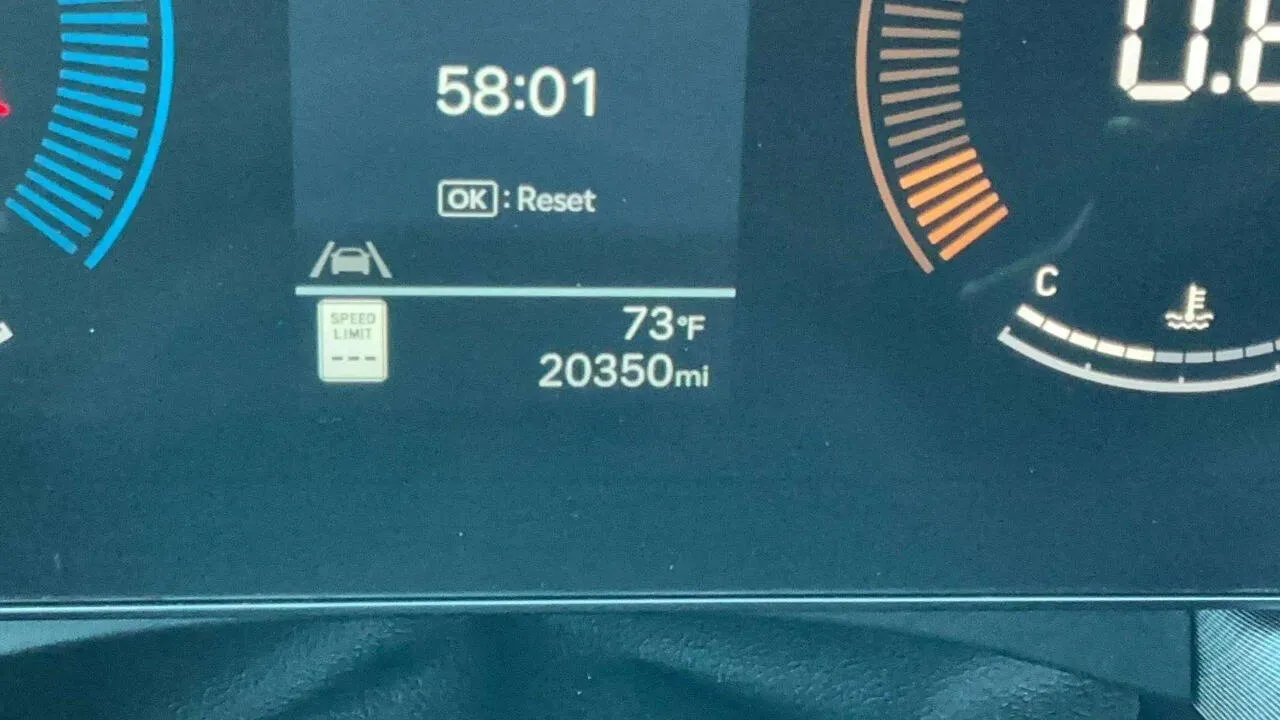 58:01
OK : Reset
SPEED
LIMIT
---
73°F
20350mi
C